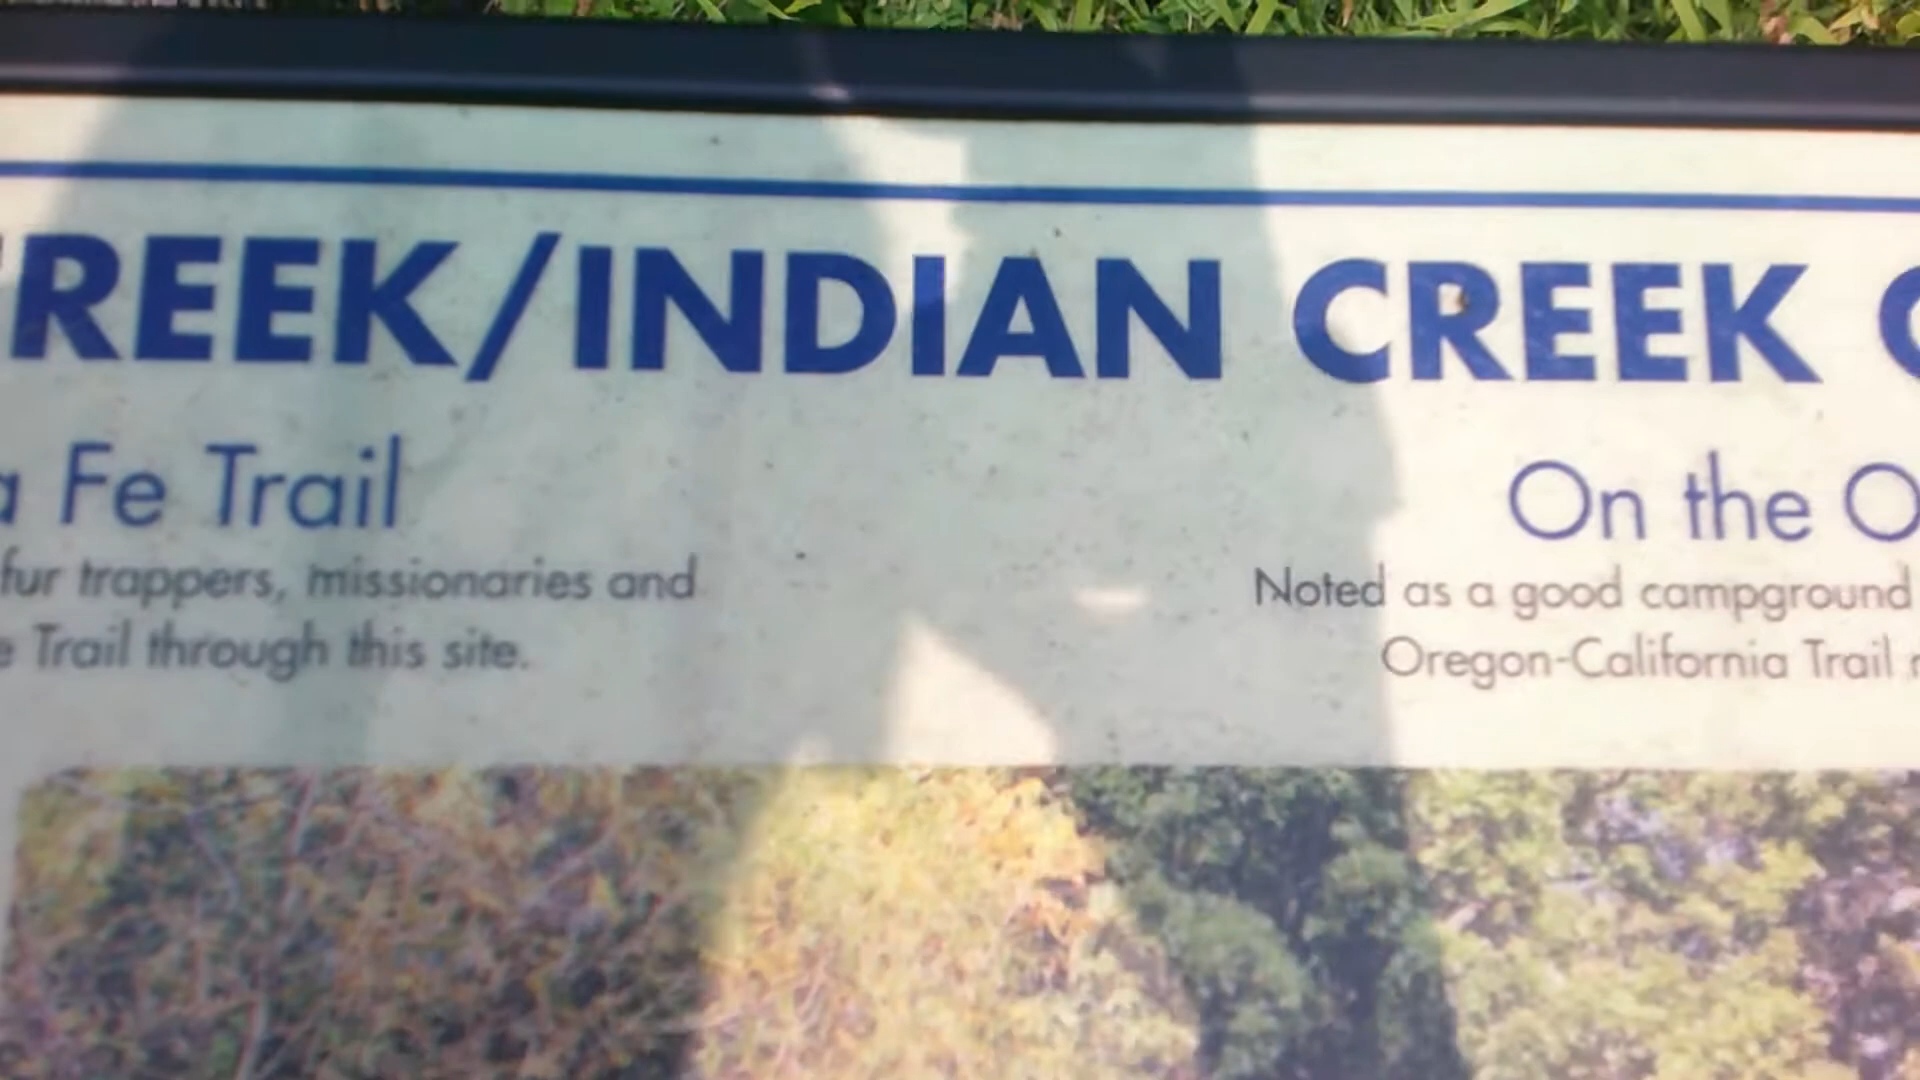 REEK/INDIAN CREEK
Fe Trail
fur trappers, missionaries and
Trail through this site.
On the
Noted as a good campground
Oregon-California Trail